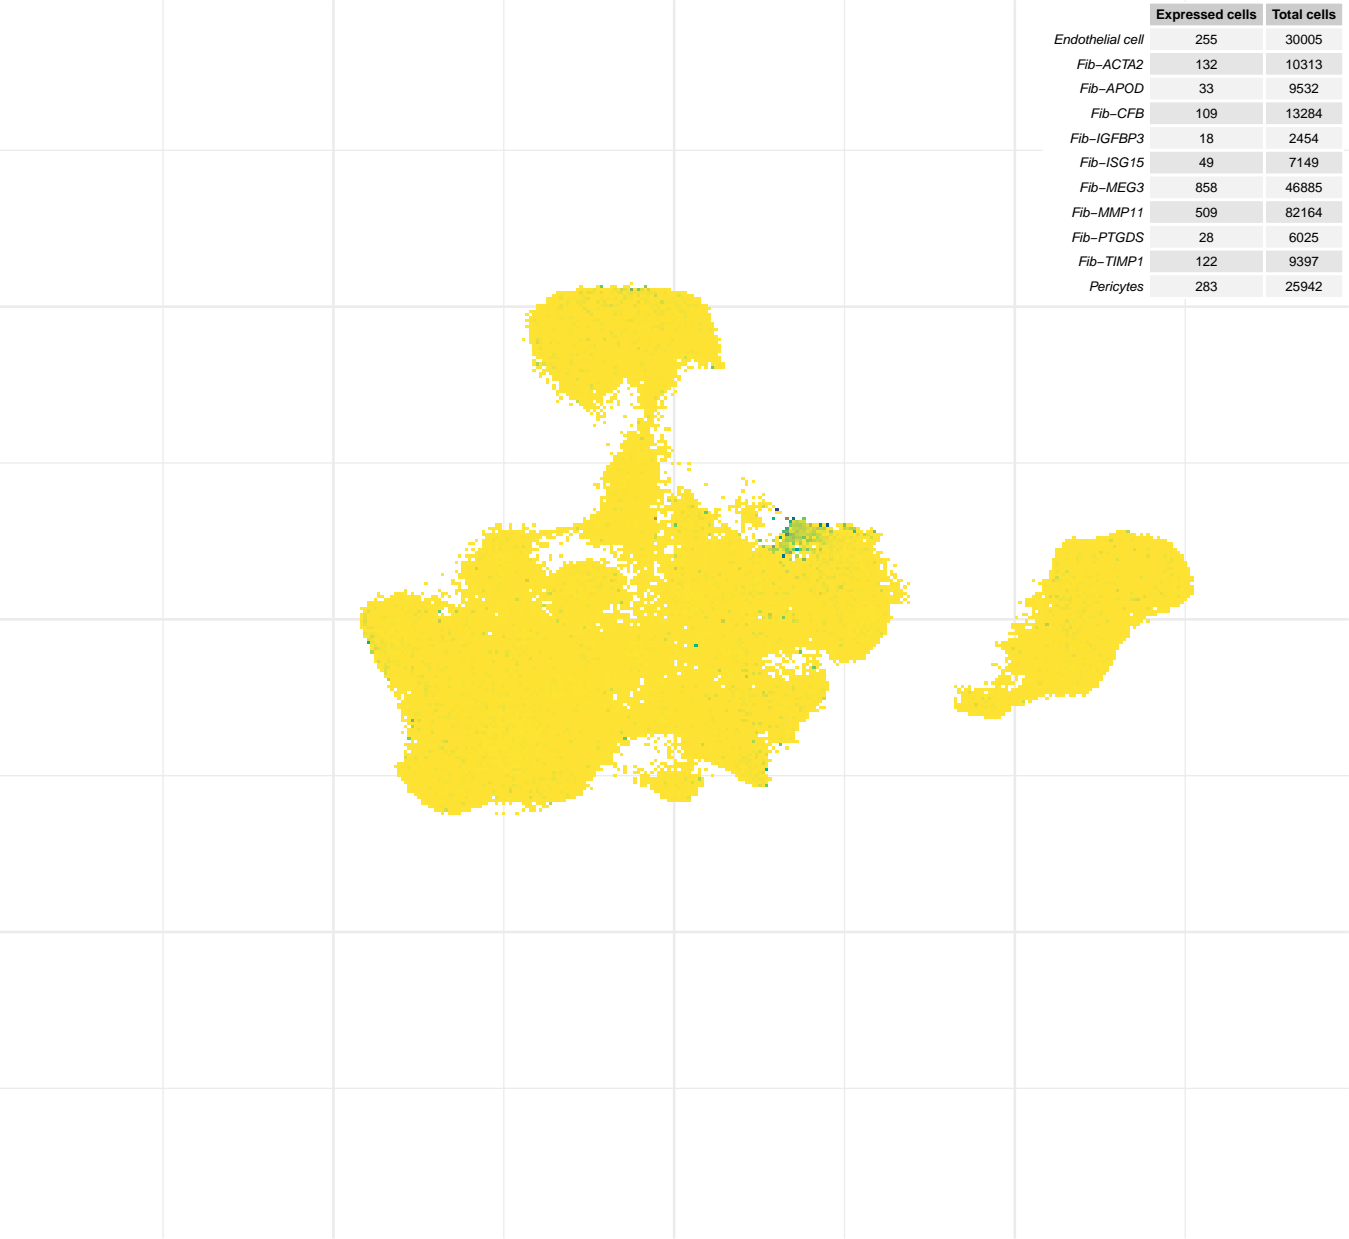 Expressed cells Total cells
Endothelial cell 255 30005
Fib−ACTA2 132 10313
Fib−APOD 33 9532
Fib−CFB 109 13284
Fib−IGFBP3 18 2454
Fib−ISG15 49 7149
Fib−MEG3 858 46885
Fib−MMP11 509 82164
Fib−PTGDS 28 6025
Fib−TIMP1 122 9397
Pericytes 283 25942